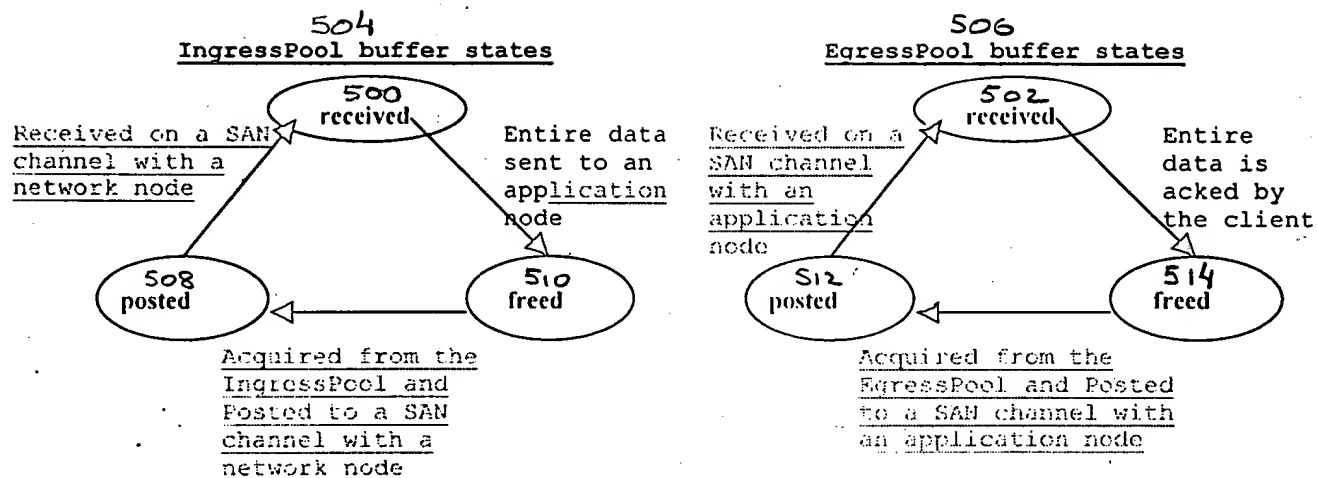 504
IngressPool buffer states
500
received
Received on a SAN
channel with a
network node
Entire data
sent to an
application
node
508
posted
510
freed
Acquired from the
IngressPool and
Posted to a SAN
channel with a
network node
506
EgressPool buffer states
502
received
Received on a
SAN channel
with an
application
node
Entire
data is
acked by
the client
512
posted
514
freed
Acquired from the
EgressPool and Posted
to a SAN channel with
an application node